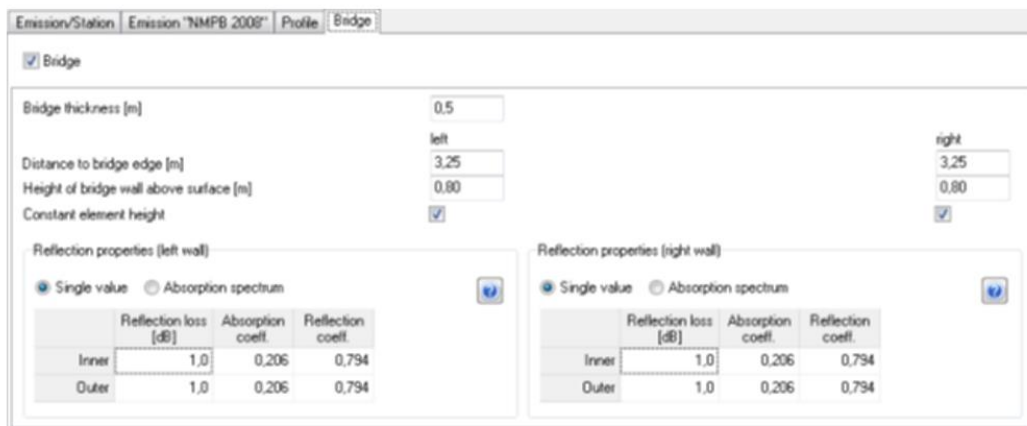 Emission/Station Emission "NMPB 2008" Profile Bridge
Bridge
Bridge thickness [m] 0,5
left right
Distance to bridge edge [m] 3,25 3,25
Height of bridge wall above surface [m] 0,80 0,80
Constant element height
Reflection properties (left wall) Reflection properties (right wall)
Single value Absorption spectrum ? Single value Absorption spectrum ?
Reflection loss [dB] Absorption coeff. Reflection coeff. Reflection loss [dB] Absorption coeff. Reflection coeff.
Inner 1,0 0,206 0,794 Inner 1,0 0,206 0,794
Outer 1,0 0,206 0,794 Outer 1,0 0,206 0,794